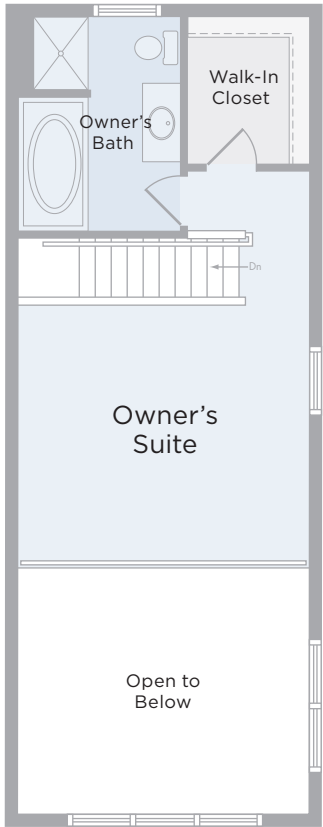 Walk-In
Closet
Owner's
Bath
Dn
Owner's
Suite
Open to
Below